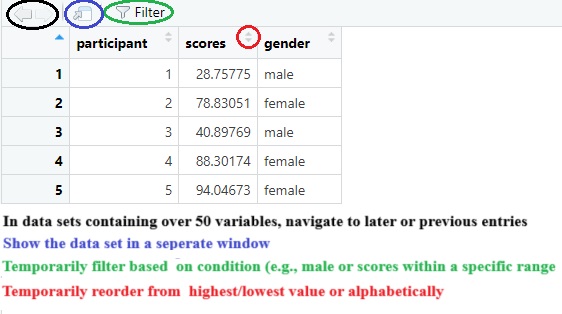 Filter
participant scores gender
1 1 28.75775 male
2 2 78.83051 female
3 3 40.89769 male
4 4 88.30174 female
5 5 94.04673 female
In data sets containing over 50 variables, navigate to later or previous entries
Show the data set in a seperate window
Temporarily filter based on condition (e.g., male or scores within a specific range
Temporarily reorder from highest/lowest value or alphabetically